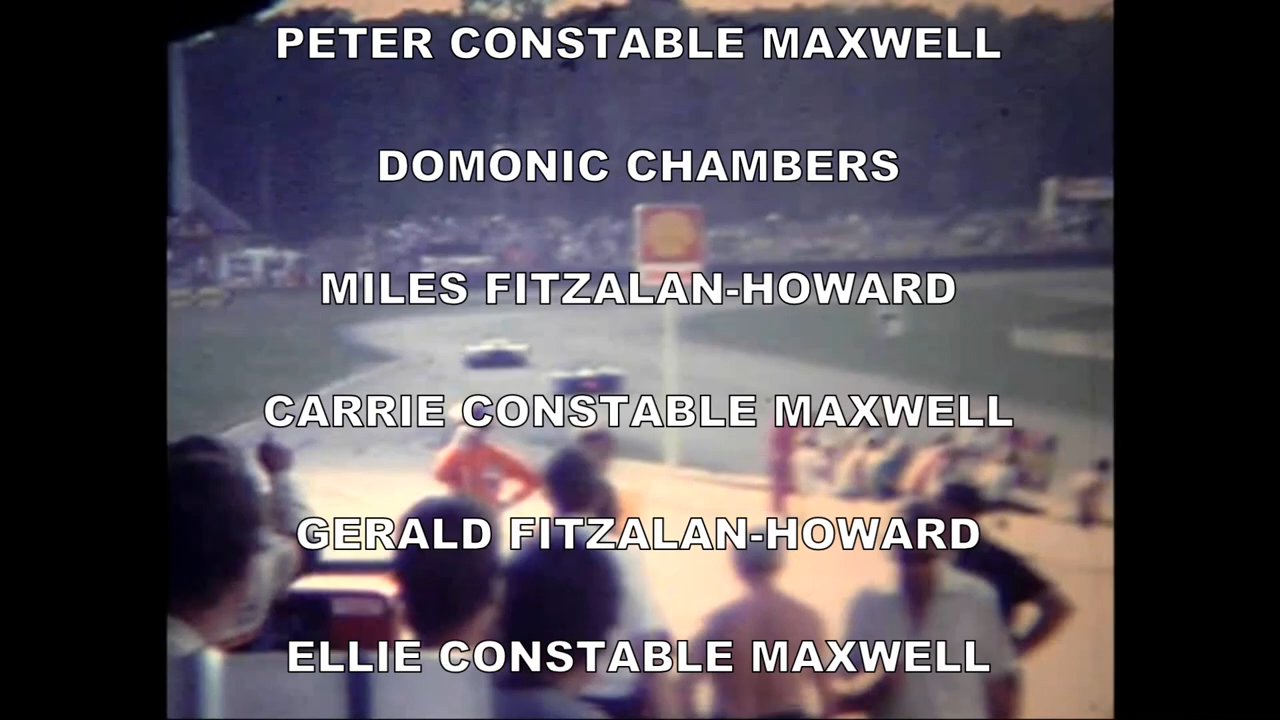 PETER CONSTABLE MAXWELL
DOMONIC CHAMBERS
MILES FITZALAN-HOWARD
CARRIE CONSTABLE MAXWELL
GERALD FITZALAN-HOWARD
ELLIE CONSTABLE MAXWELL